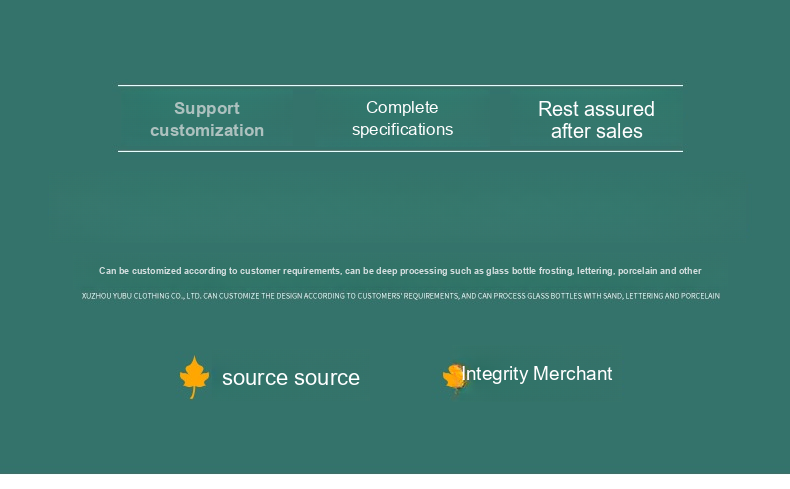 Support
customization
Complete
specifications
Rest assured
after sales
Can be customized according to customer requirements, can be deep processing such as glass bottle frosting, lettering, porcelain and other
XUZHOU YUBU CLOTHING CO., LTD. CAN CUSTOMIZE THE DESIGN ACCORDING TO CUSTOMERS' REQUIREMENTS, AND CAN PROCESS GLASS BOTTLES WITH SAND, LETTERING AND PORCELAIN
source source
Integrity Merchant